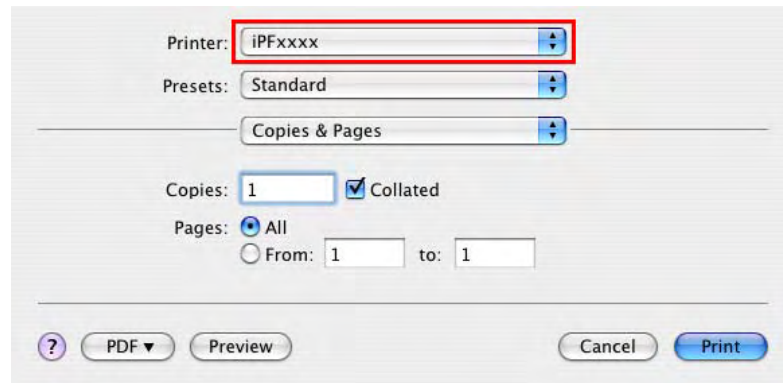 Printer: iPFxxxx
Presets: Standard
Copies & Pages
Copies: 1 Collated
Pages: All
From: 1 to: 1
? PDF ▼ Preview Cancel Print